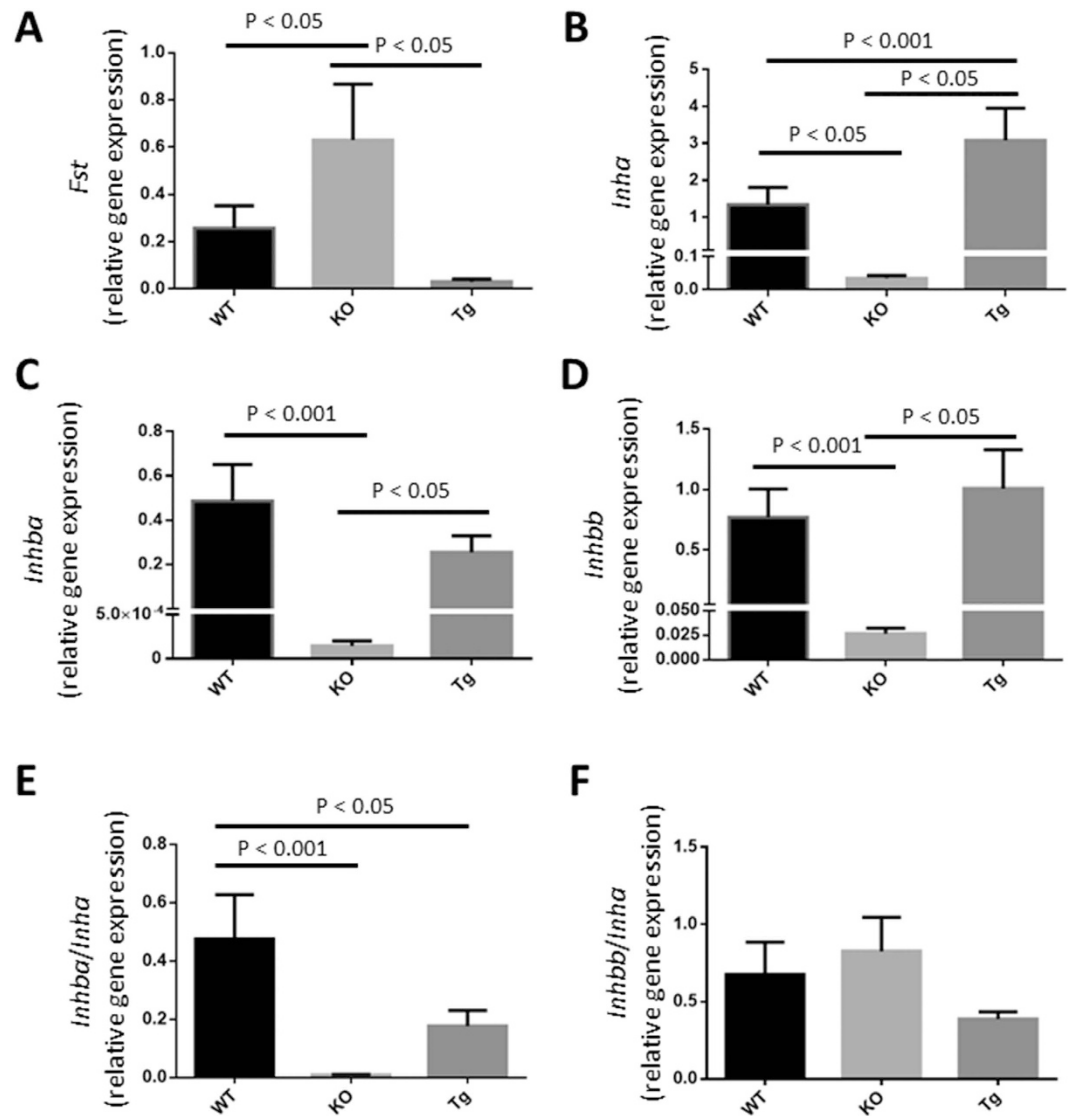 A
P < 0.05
P < 0.05
Fst
(relative gene expression)
1.0
0.8
0.6
0.4
0.2
0.0
WT
KO
Tg
B
P < 0.001
P < 0.05
P < 0.05
Inha
(relative gene expression)
5
4
3
2
1
0.1
0.0
WT
KO
Tg
C
P < 0.001
P < 0.05
Inhba
(relative gene expression)
0.8
0.6
0.4
0.2
5.0×10⁻⁴
0
WT
KO
Tg
D
P < 0.05
P < 0.001
Inhbb
(relative gene expression)
1.5
1.0
0.5
0.050
0.025
0.000
WT
KO
Tg
E
P < 0.05
P < 0.001
Inhba/Inha
(relative gene expression)
0.8
0.6
0.4
0.2
0.0
WT
KO
Tg
F
Inhbb/Inha
(relative gene expression)
1.5
1.0
0.5
0.0
WT
KO
Tg